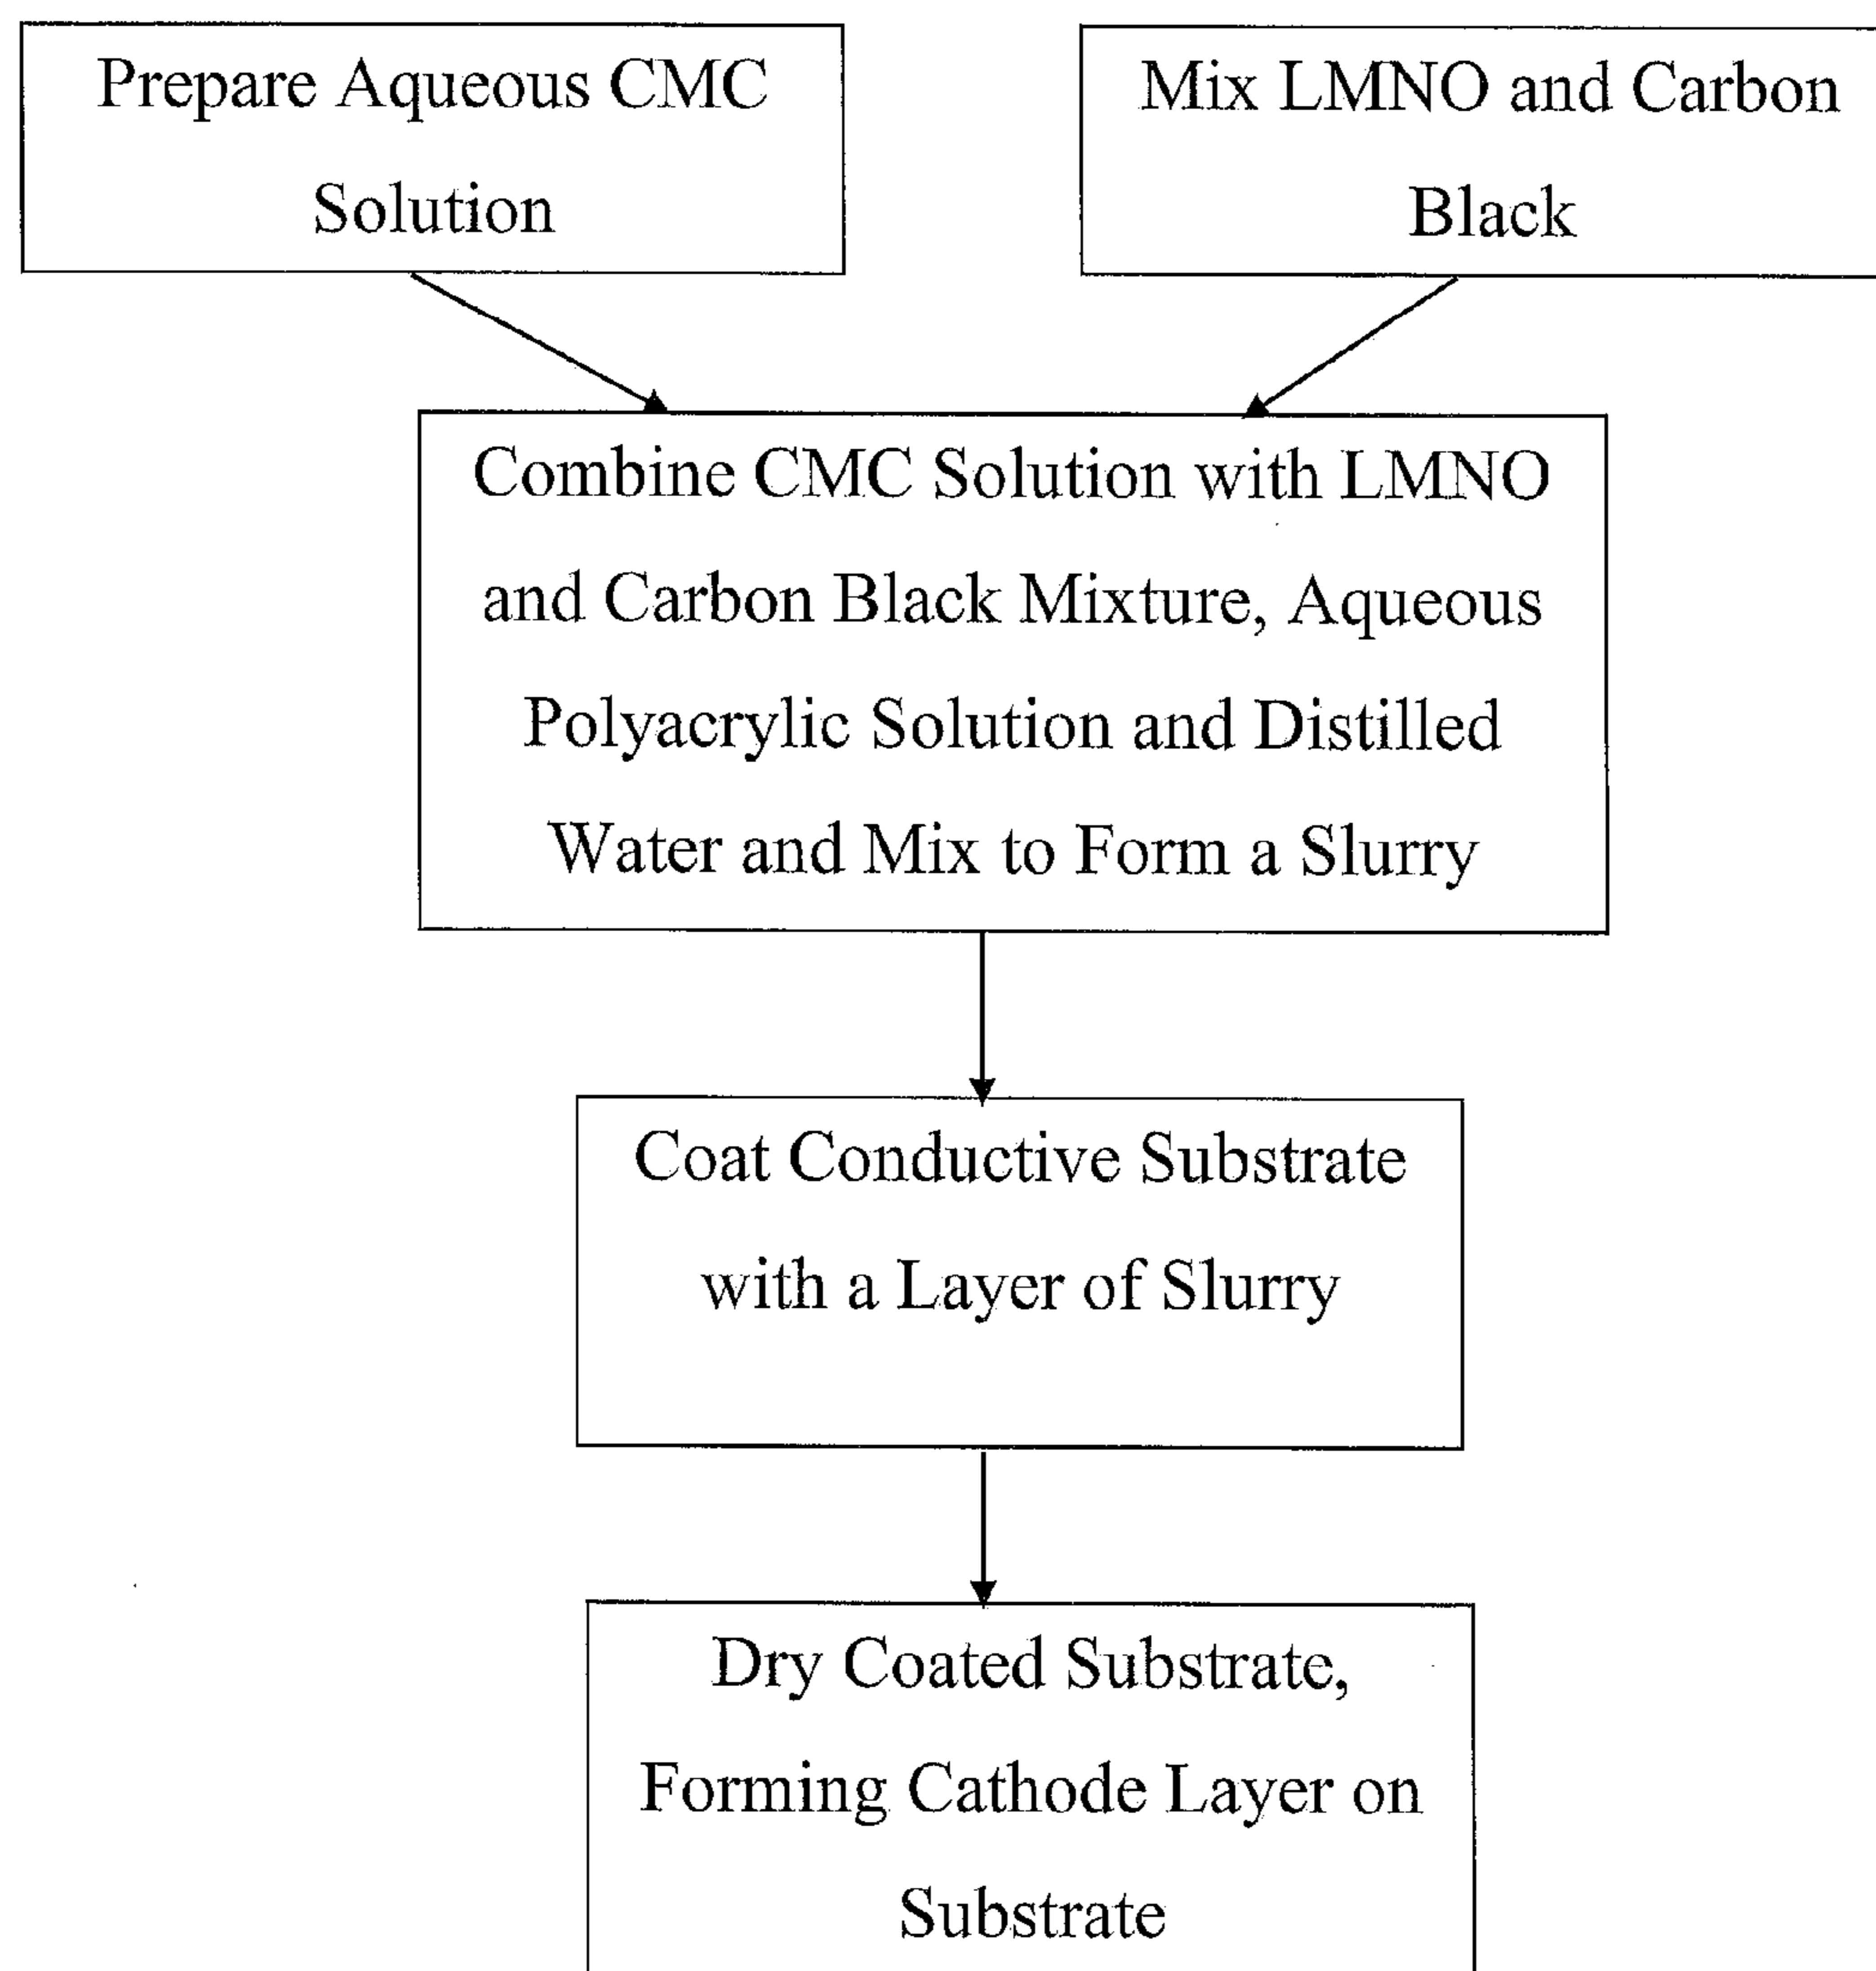 Prepare Aqueous CMC
Solution
Mix LMNO and Carbon
Black
Combine CMC Solution with LMNO
and Carbon Black Mixture, Aqueous
Polyacrylic Solution and Distilled
Water and Mix to Form a Slurry
Coat Conductive Substrate
with a Layer of Slurry
Dry Coated Substrate,
Forming Cathode Layer on
Substrate